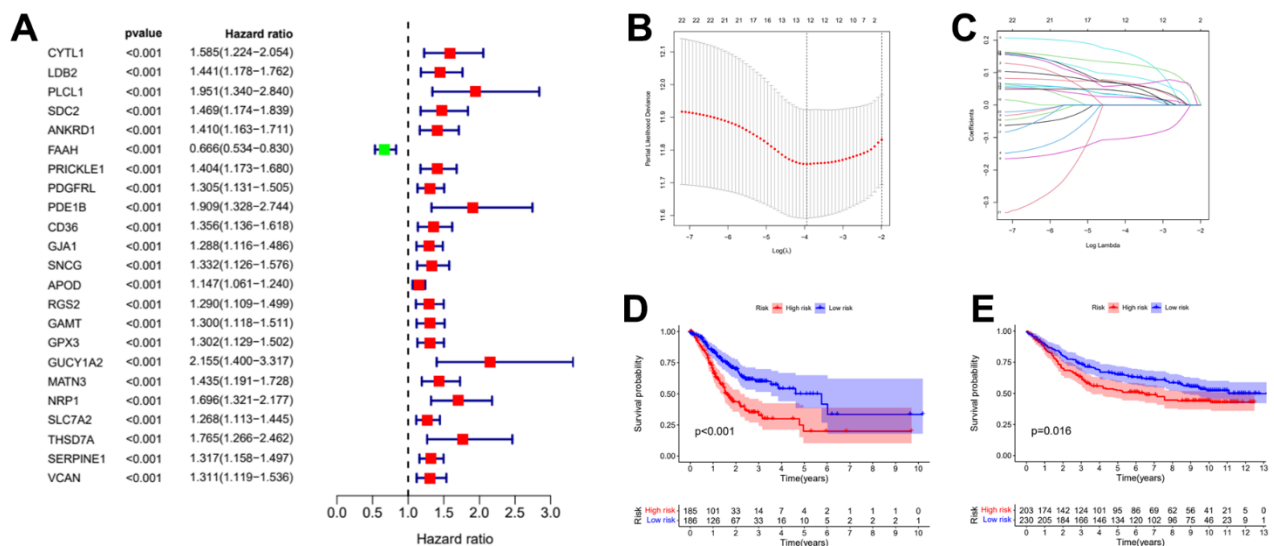 A
pvalue Hazard ratio
CYTL1 <0.001 1.585(1.224−2.054)
LDB2 <0.001 1.441(1.178−1.762)
PLCL1 <0.001 1.951(1.340−2.840)
SDC2 <0.001 1.469(1.174−1.839)
ANKRD1 <0.001 1.410(1.163−1.711)
FAAH <0.001 0.666(0.534−0.830)
PRICKLE1 <0.001 1.404(1.173−1.680)
PDGFRL <0.001 1.305(1.131−1.505)
PDE1B <0.001 1.909(1.328−2.744)
CD36 <0.001 1.356(1.136−1.618)
GJA1 <0.001 1.288(1.116−1.486)
SNCG <0.001 1.332(1.126−1.576)
APOD <0.001 1.147(1.061−1.240)
RGS2 <0.001 1.290(1.109−1.499)
GAMT <0.001 1.300(1.118−1.511)
GPX3 <0.001 1.302(1.129−1.502)
GUCY1A2 <0.001 2.155(1.400−3.317)
MATN3 <0.001 1.435(1.191−1.728)
NRP1 <0.001 1.696(1.321−2.177)
SLC7A2 <0.001 1.268(1.113−1.445)
THSD7A <0.001 1.765(1.266−2.462)
SERPINE1 <0.001 1.317(1.158−1.497)
VCAN <0.001 1.311(1.119−1.536)
0.0 0.5 1.0 1.5 2.0 2.5 3.0
Hazard ratio
B
22 22 22 21 21 17 16 13 13 12 12 12 10 7 2
Partial Likelihood Deviance
12.1
12.0
11.9
11.8
11.7
11.6
−7 −6 −5 −4 −3 −2
Log(λ)
C
22 21 17 12 2
Coefficients
0.2
0.1
0.0
−0.1
−0.2
−0.3
−7 −6 −5 −4 −3 −2
Log Lambda
D
Risk High risk Low risk
Survival probability
1.00
0.75
0.50
0.25
0.00
p<0.001
0 1 2 3 4 5 6 7 8 9 10
Time(years)
Risk
High risk 185 101 33 14 7 4 2 1 1 1 0
Low risk 186 126 67 33 16 10 5 2 2 2 1
0 1 2 3 4 5 6 7 8 9 10
Time(years)
E
Risk High risk Low risk
Survival probability
1.00
0.75
0.50
0.25
0.00
p=0.016
0 1 2 3 4 5 6 7 8 9 10 11 12 13
Time(years)
Risk
High risk 203 174 142 124 101 95 86 69 62 56 41 21 5 0
Low risk 230 205 184 166 146 134 120 102 96 75 46 23 9 1
0 1 2 3 4 5 6 7 8 9 10 11 12 13
Time(years)